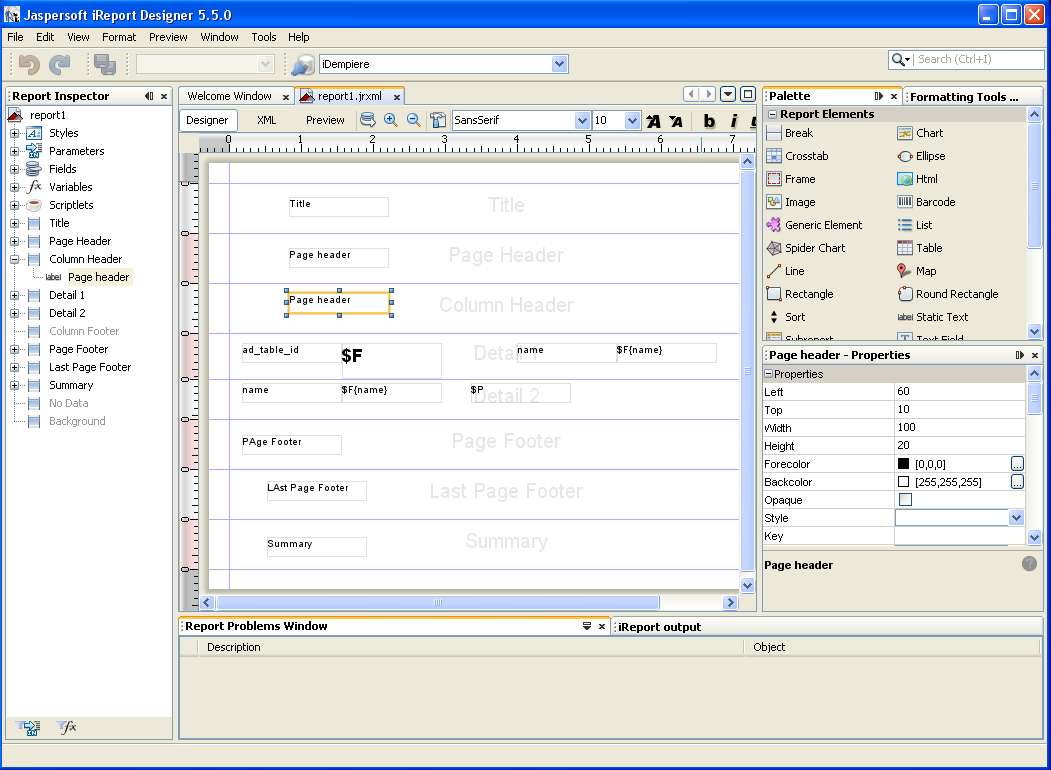 Jaspersoft iReport Designer 5.5.0
File Edit View Format Preview Window Tools Help
iDempiere
Search (Ctrl+I)
Report Inspector
report1
Styles
Parameters
Fields
Variables
Scriptlets
Title
Page Header
Column Header
label Page header
Detail 1
Detail 2
Column Footer
Page Footer
Last Page Footer
Summary
No Data
Background
Welcome Window
report1.jrxml
Designer XML Preview SansSerif 10 A A b i u
0 1 2 3 4 5 6 7
Title Title
Page header Page Header
Page header Column Header
ad_table_id $F Detail 1 name $F{name}
name $F{name} $P Detail 2
PAge Footer Page Footer
LAst Page Footer Last Page Footer
Summary Summary
Palette
Formatting Tools ...
Report Elements
Break Chart
Crosstab Ellipse
Frame Html
Image Barcode
Generic Element List
Spider Chart Table
Line Map
Rectangle Round Rectangle
Sort label Static Text
Subreport Text Field
Page header - Properties
Properties
Left 60
Top 10
Width 100
Height 20
Forecolor [0,0,0] ...
Backcolor [255,255,255] ...
Opaque
Style
Key
Page header
?
Report Problems Window
iReport output
Description Object